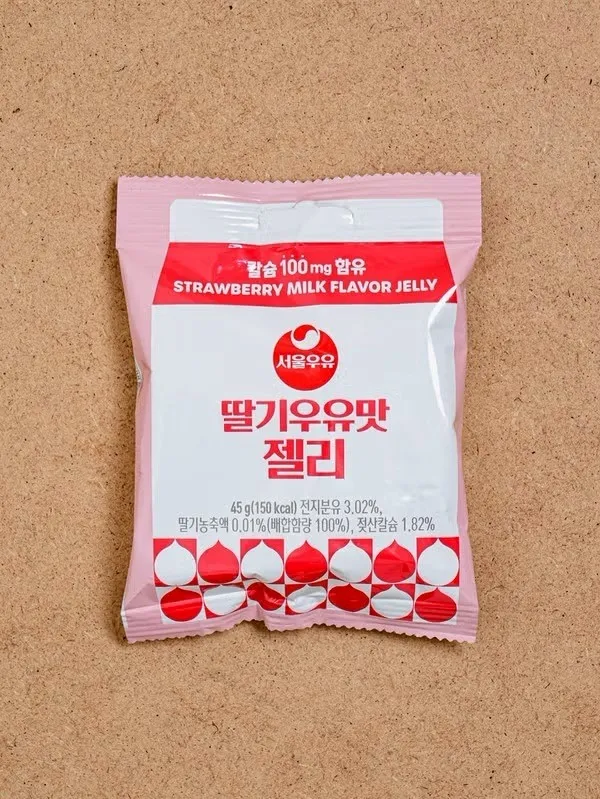 칼슘 100mg 함유
STRAWBERRY MILK FLAVOR JELLY
서울우유
딸기우유맛
젤리
45 g(150 kcal) 전지분유 3.02%,
딸기농축액 0.01%(배합함량 100%), 젖산칼슘 1.82%